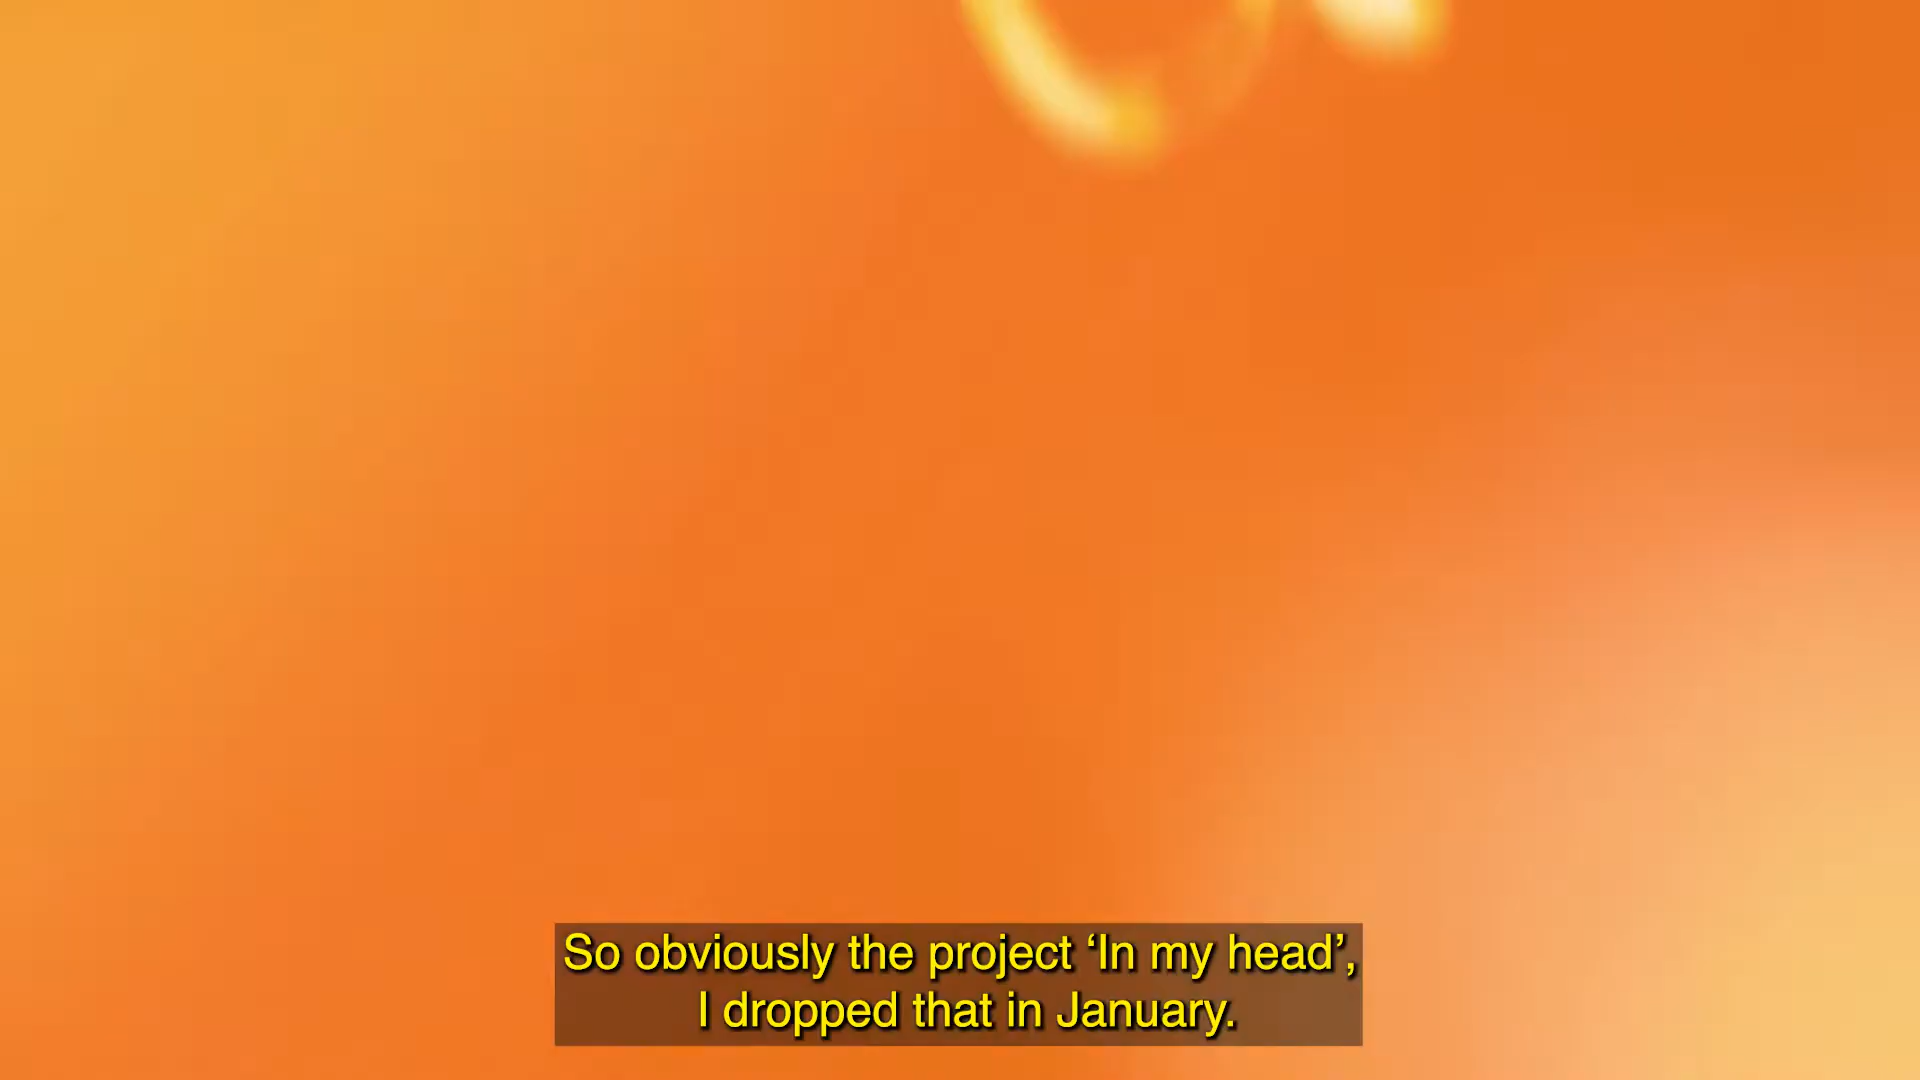 So obviously the project ‘In my head’,
I dropped that in January.